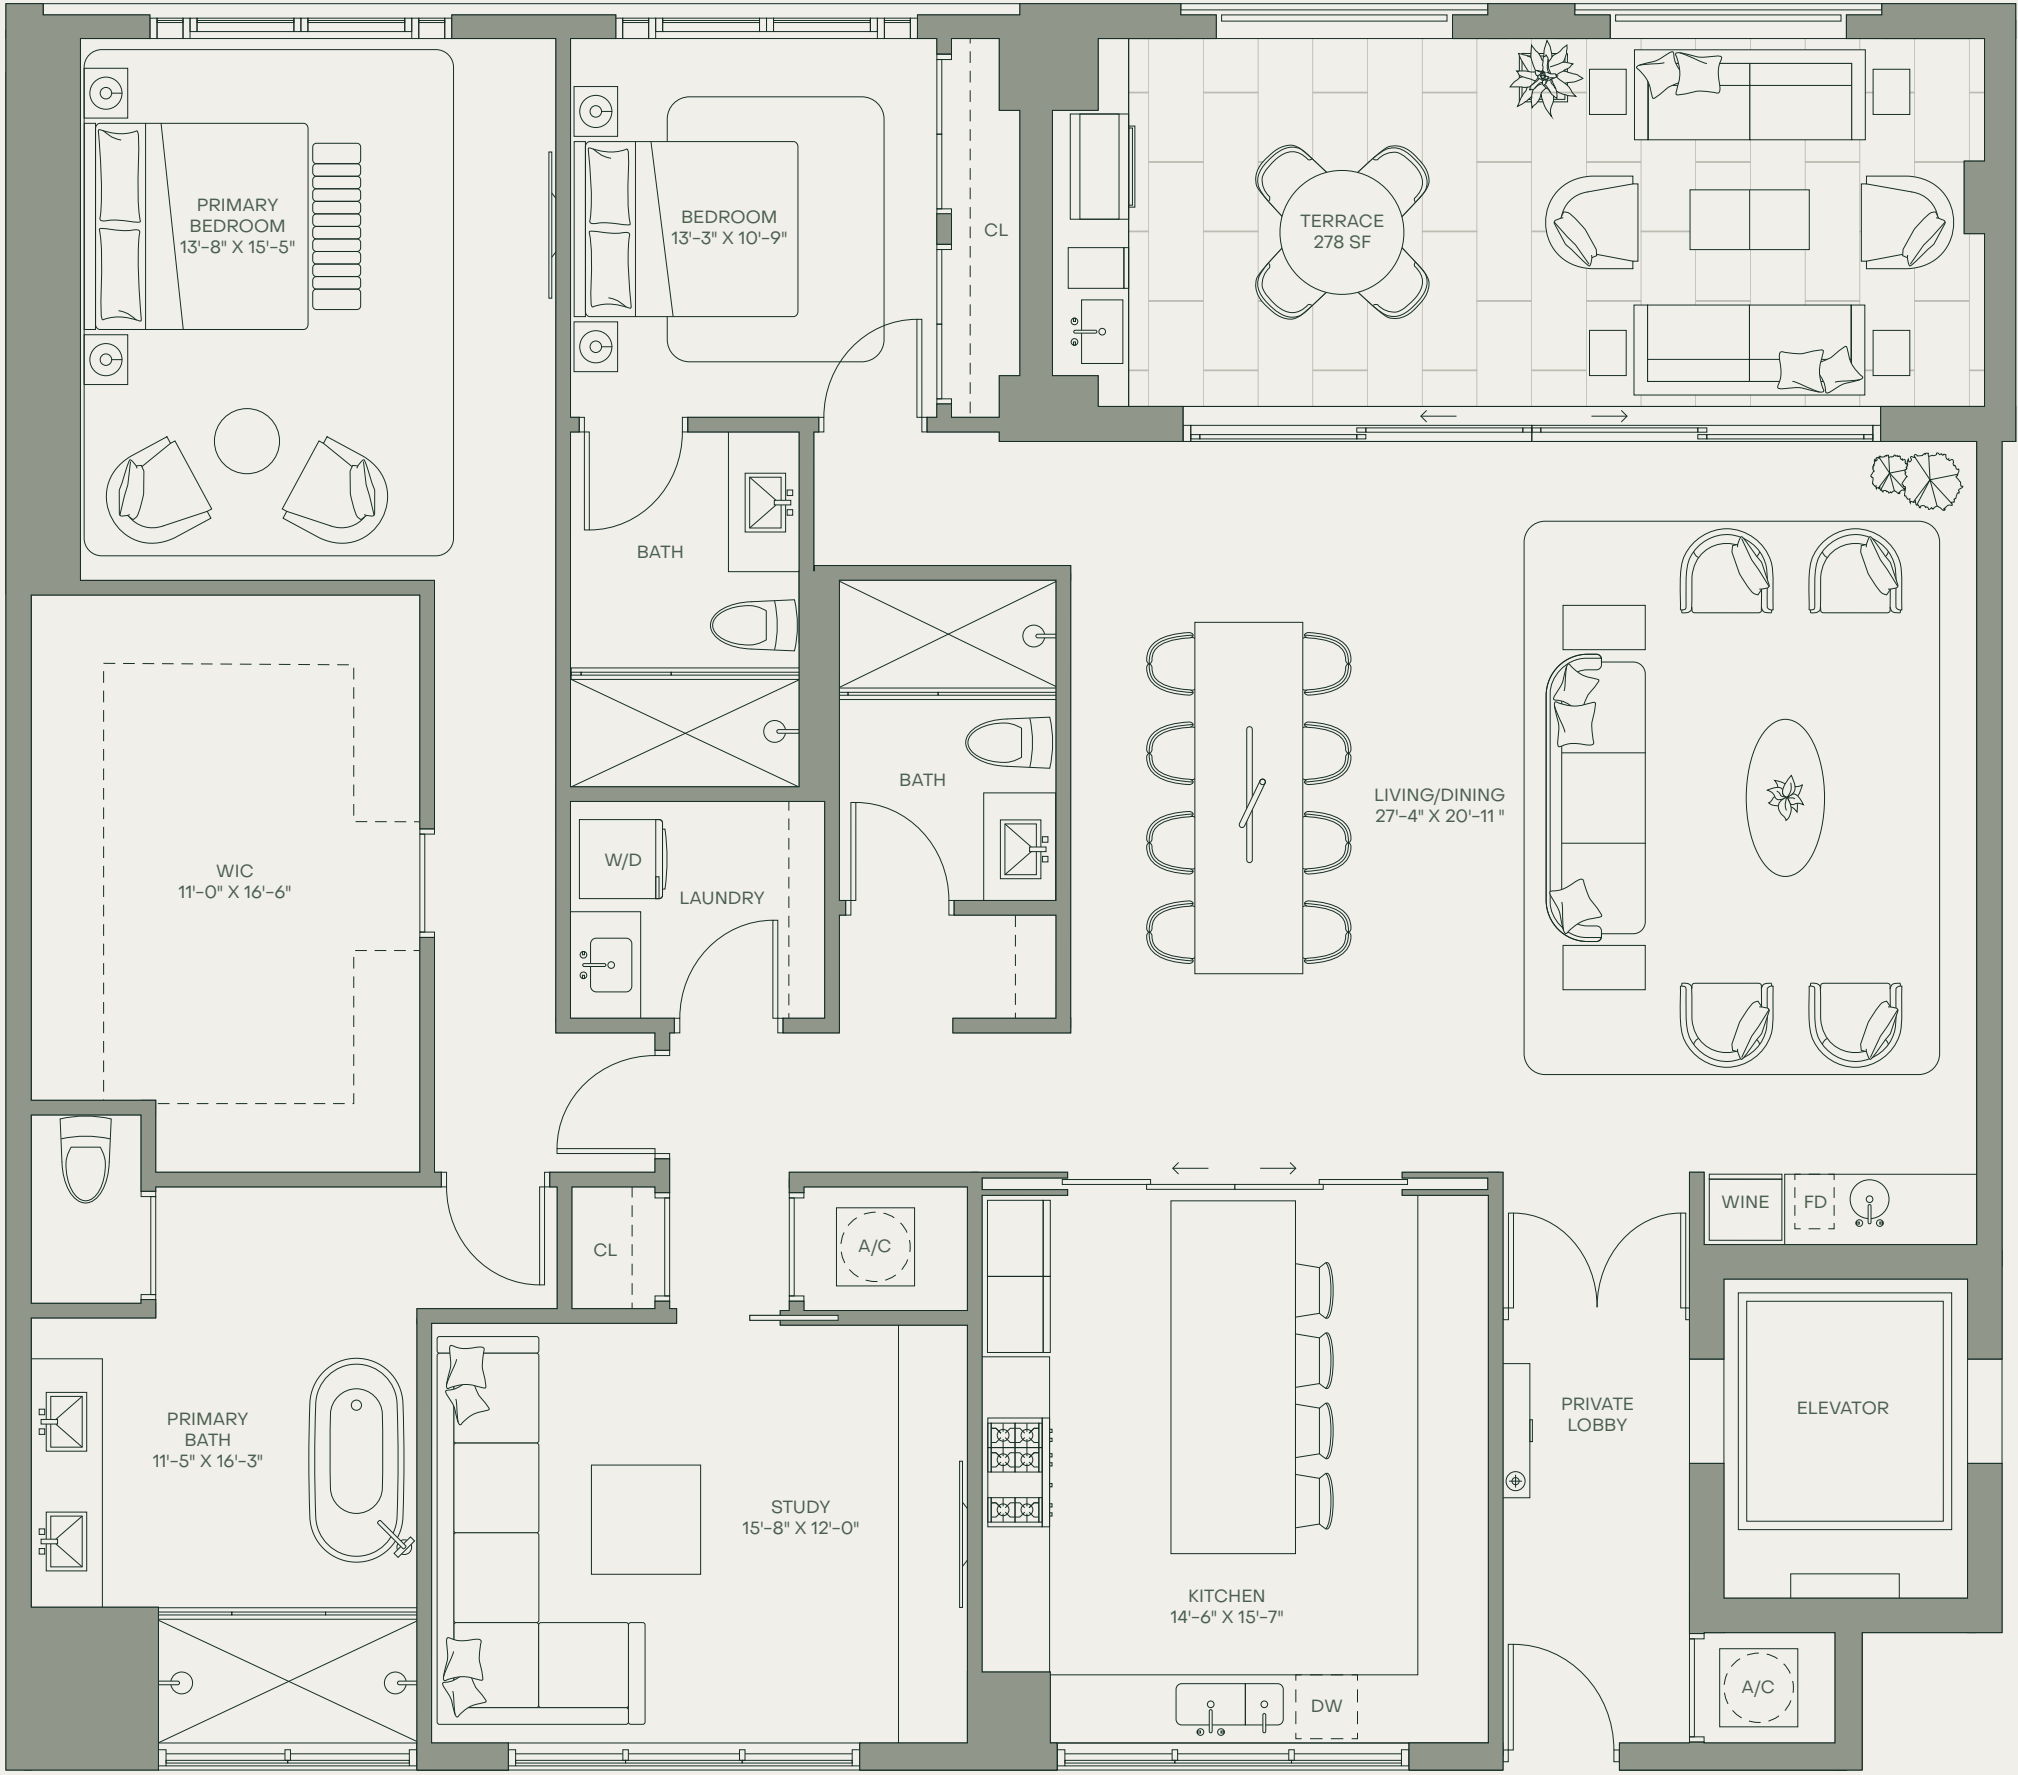 PRIMARY
BEDROOM
13'-8" X 15'-5"
BEDROOM
13'-3" X 10'-9"
CL
TERRACE
278 SF
BATH
BATH
LIVING/DINING
27'-4" X 20'-11"
WIC
11'-0" X 16'-6"
W/D
LAUNDRY
WINE
FD
CL
A/C
PRIVATE
LOBBY
ELEVATOR
PRIMARY
BATH
11'-5" X 16'-3"
STUDY
15'-8" X 12'-0"
KITCHEN
14'-6" X 15'-7"
DW
A/C